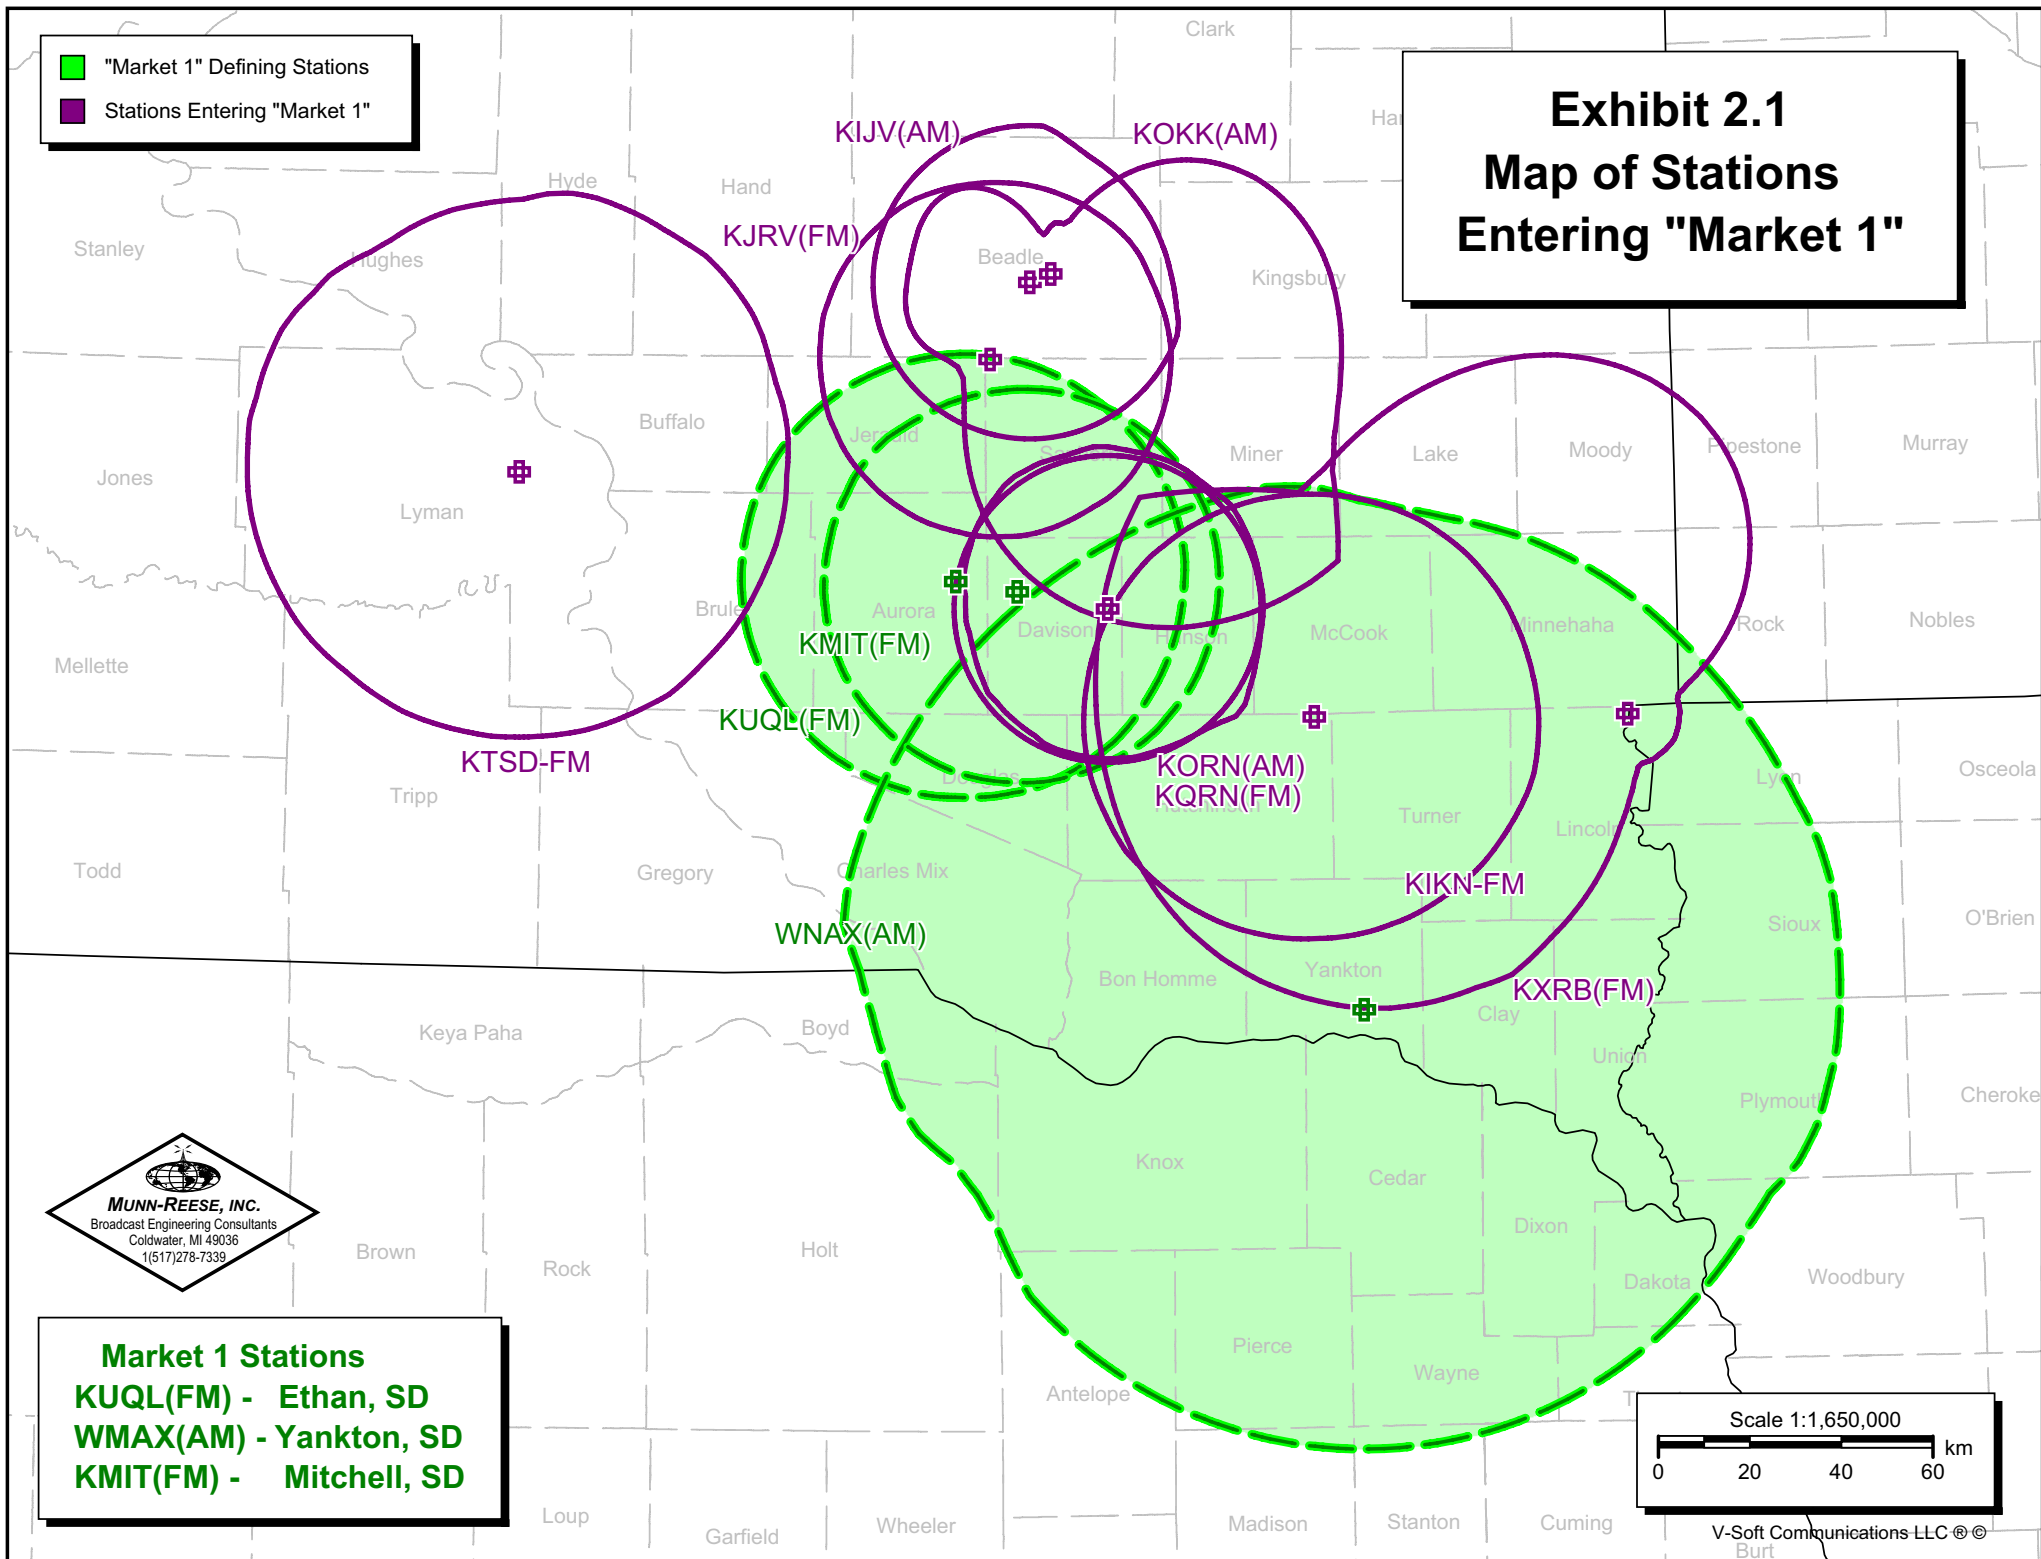 "Market 1" Defining Stations
Stations Entering "Market 1"
Exhibit 2.1
Map of Stations
Entering "Market 1"
Clark
KIJV(AM)
KOKK(AM)
Hyde
Hand
KJRV(FM)
Stanley
Hughes
Beadle
Kingsbury
Buffalo
Jerauld
Miner
Lake
Moody
Pipestone
Murray
Jones
Lyman
Brule
Aurora
Davison
Hanson
McCook
Minnehaha
Rock
Nobles
KMIT(FM)
Mellette
KUQL(FM)
KTSD-FM
KORN(AM)
KQRN(FM)
Douglas
Hutchinson
Lyon
Osceola
Tripp
Turner
Lincoln
Todd
Gregory
Charles Mix
KIKN-FM
WNAX(AM)
Sioux
O'Brien
Bon Homme
Yankton
KXRB(FM)
Keya Paha
Boyd
Clay
Union
Plymouth
Cheroke
MUNN-REESE, INC.
Broadcast Engineering Consultants
Coldwater, MI 49036
1(517)278-7339
Knox
Cedar
Dixon
Brown
Rock
Holt
Dakota
Woodbury
Pierce
Wayne
Antelope
Market 1 Stations
KUQL(FM) - Ethan, SD
WMAX(AM) - Yankton, SD
KMIT(FM) - Mitchell, SD
Scale 1:1,650,000
km
0 20 40 60
Loup
Garfield
Wheeler
Madison
Stanton
Cuming
V-Soft Communications LLC ® ©
Burt